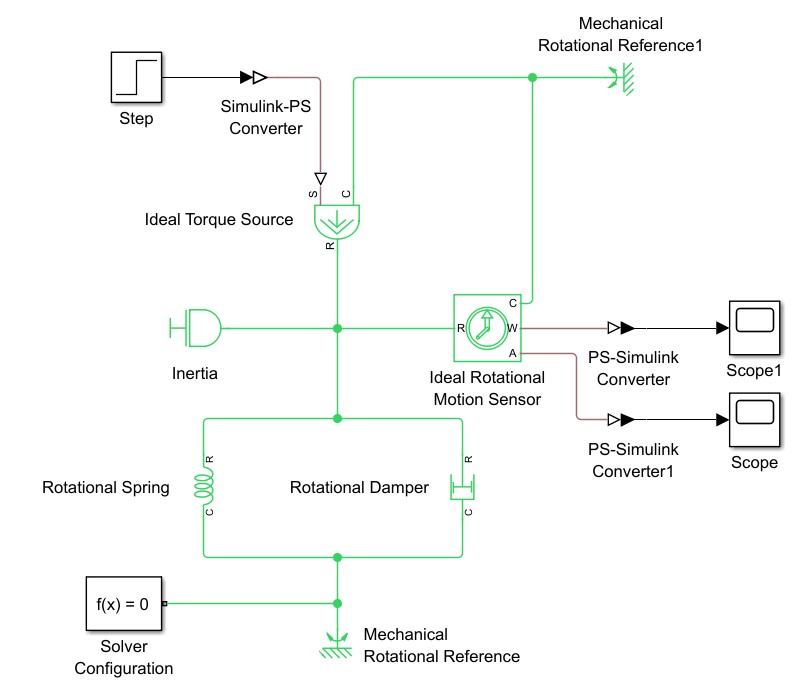 Mechanical
Rotational Reference1
Step
Simulink-PS
Converter
S
C
Ideal Torque Source
R
C
R
W
A
Inertia
Ideal Rotational
Motion Sensor
PS-Simulink
Converter
Scope1
PS-Simulink
Converter1
Scope
R
R
Rotational Spring
Rotational Damper
C
C
f(x) = 0
Solver
Configuration
Mechanical
Rotational Reference